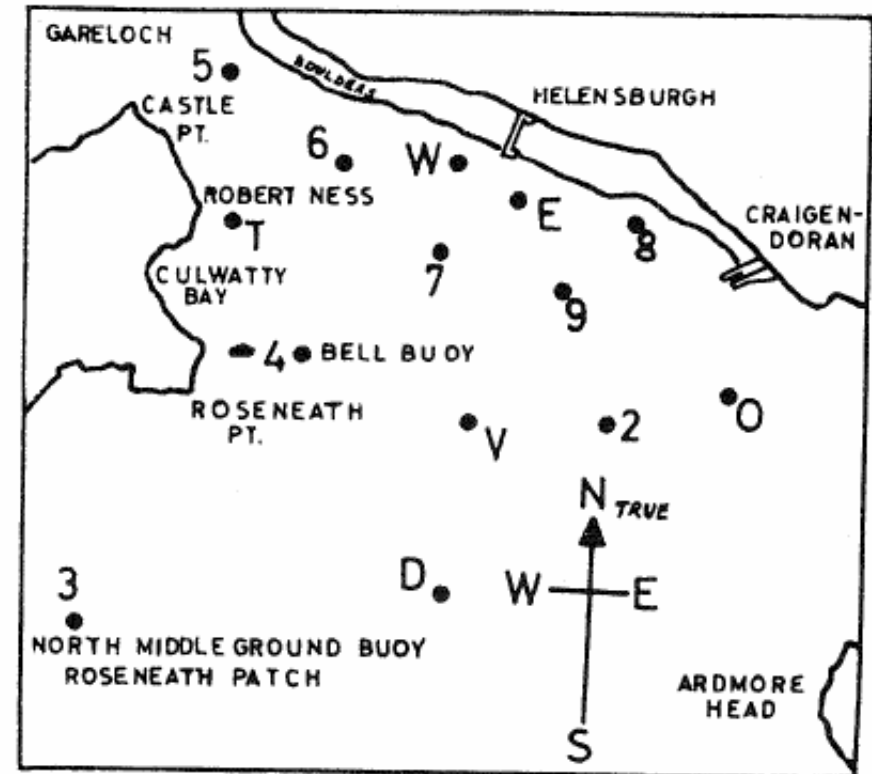 GARELOCH
5
BOULDERS
HELENSBURGH
CASTLE
PT.
6
W
ROBERT NESS
T
E
8
CRAIGEN-
DORAN
7
CULWATTY
BAY
9
4
BELL BUOY
ROSENEATH
PT.
V
2
O
N TRUE
3
D
W E
NORTH MIDDLE GROUND BUOY
ROSENEATH PATCH
ARDMORE
HEAD
S